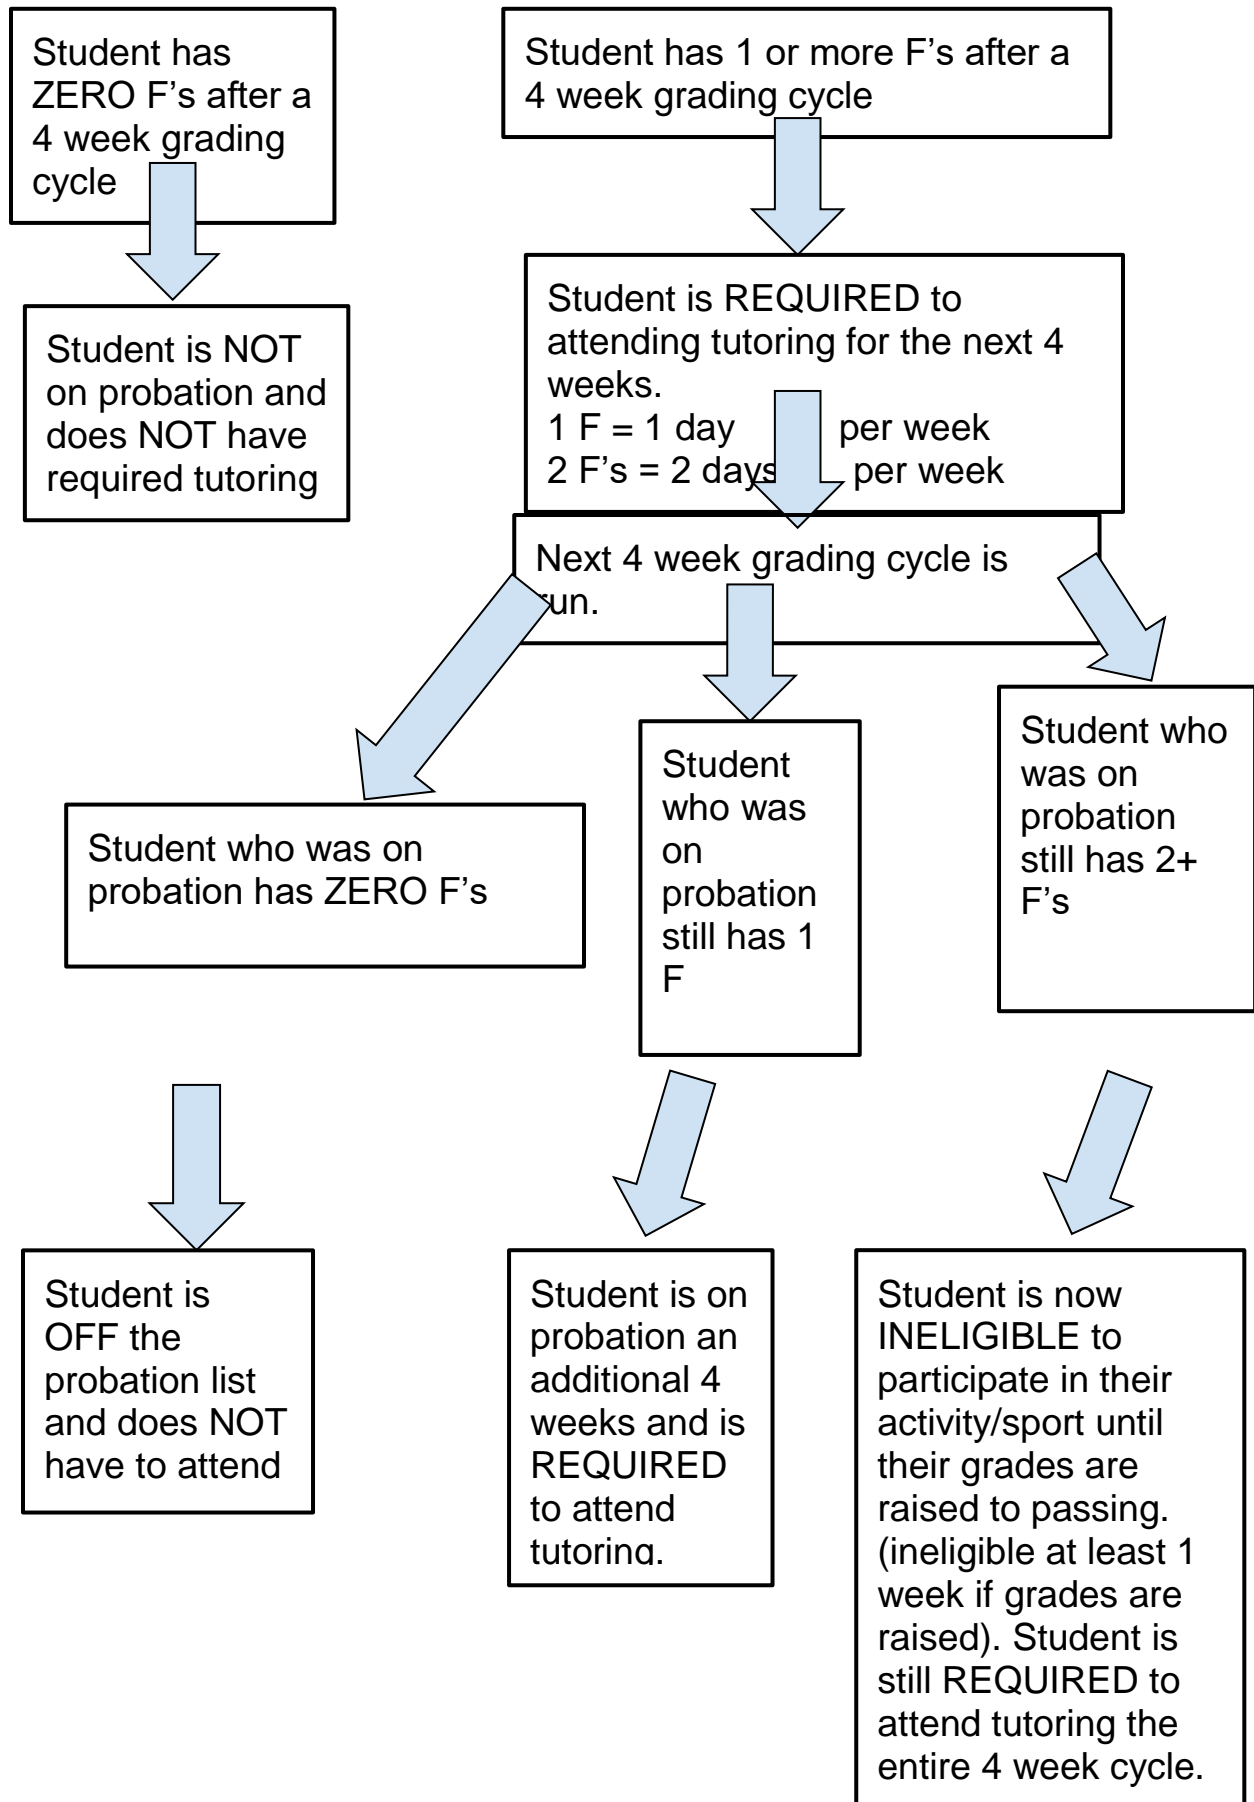 Student has
ZERO F's after a
4 week grading
cycle
Student has 1 or more F's after a
4 week grading cycle
Student is NOT
on probation and
does NOT have
required tutoring
Student is REQUIRED to
attending tutoring for the next 4
weeks.
1 F = 1 day per week
2 F's = 2 days per week
Next 4 week grading cycle is
run.
Student who was on
probation has ZERO F's
Student
who was
on
probation
still has 1
F
Student who
was on
probation
still has 2+
F's
Student is
OFF the
probation list
and does NOT
have to attend
Student is on
probation an
additional 4
weeks and is
REQUIRED
to attend
tutoring.
Student is now
INELIGIBLE to
participate in their
activity/sport until
their grades are
raised to passing.
(ineligible at least 1
week if grades are
raised). Student is
still REQUIRED to
attend tutoring the
entire 4 week cycle.